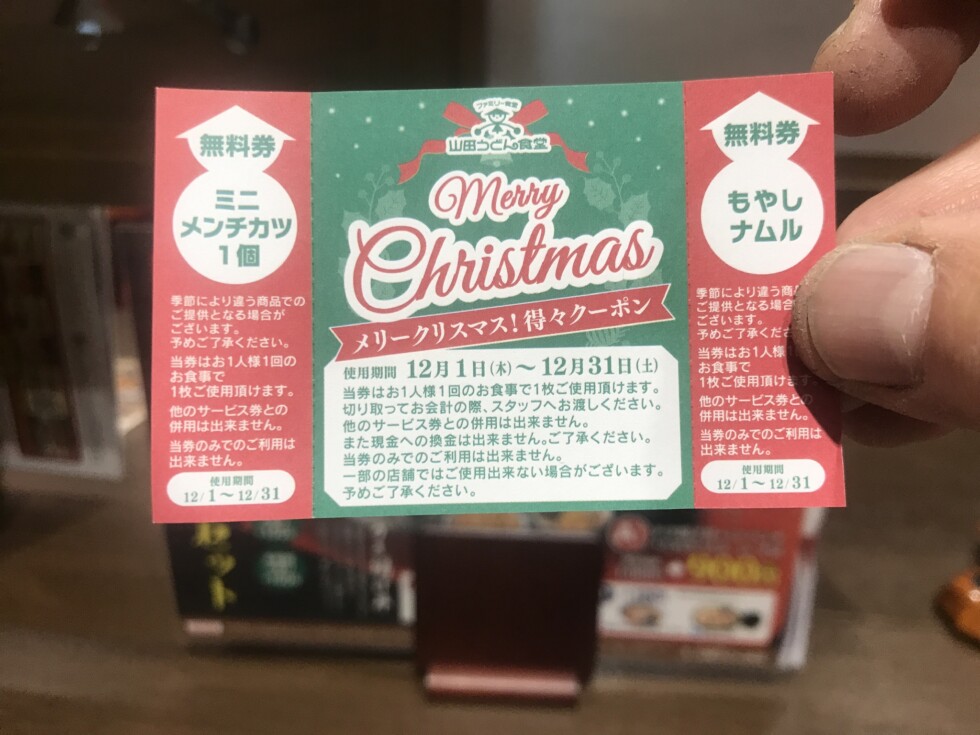 無料券
ミニ
メンチカツ
1個
季節により違う商品での
ご提供となる場合が
ございます。
予めご了承ください。
当券はお1人様1回の
お食事で
1枚ご使用頂けます。
他のサービス券との
併用は出来ません。
当券のみでのご利用は
出来ません。
使用期間
12/1〜12/31
ファミリー食堂
山田うどん食堂
Merry
Christmas
メリークリスマス!得々クーポン
使用期間 12月1日(木)〜12月31日(土)
当券はお1人様1回のお食事で1枚ご使用頂けます。
切り取ってお会計の際、スタッフへお渡しください。
他のサービス券との併用は出来ません。
また現金への換金は出来ません。ご了承ください。
当券のみでのご利用は出来ません。
一部の店舗ではご使用出来ない場合がございます。
予めご了承ください。
無料券
もやし
ナムル
季節により違う商品
ご提供となる場合
ございます。
予めご了承くださ
当券はお1人様
お食事で
1枚ご使用頂けます
他のサービス券との
併用は出来ません。
当券のみでのご利用は
出来ません。
使用期間
12/1〜12/31
セット
900